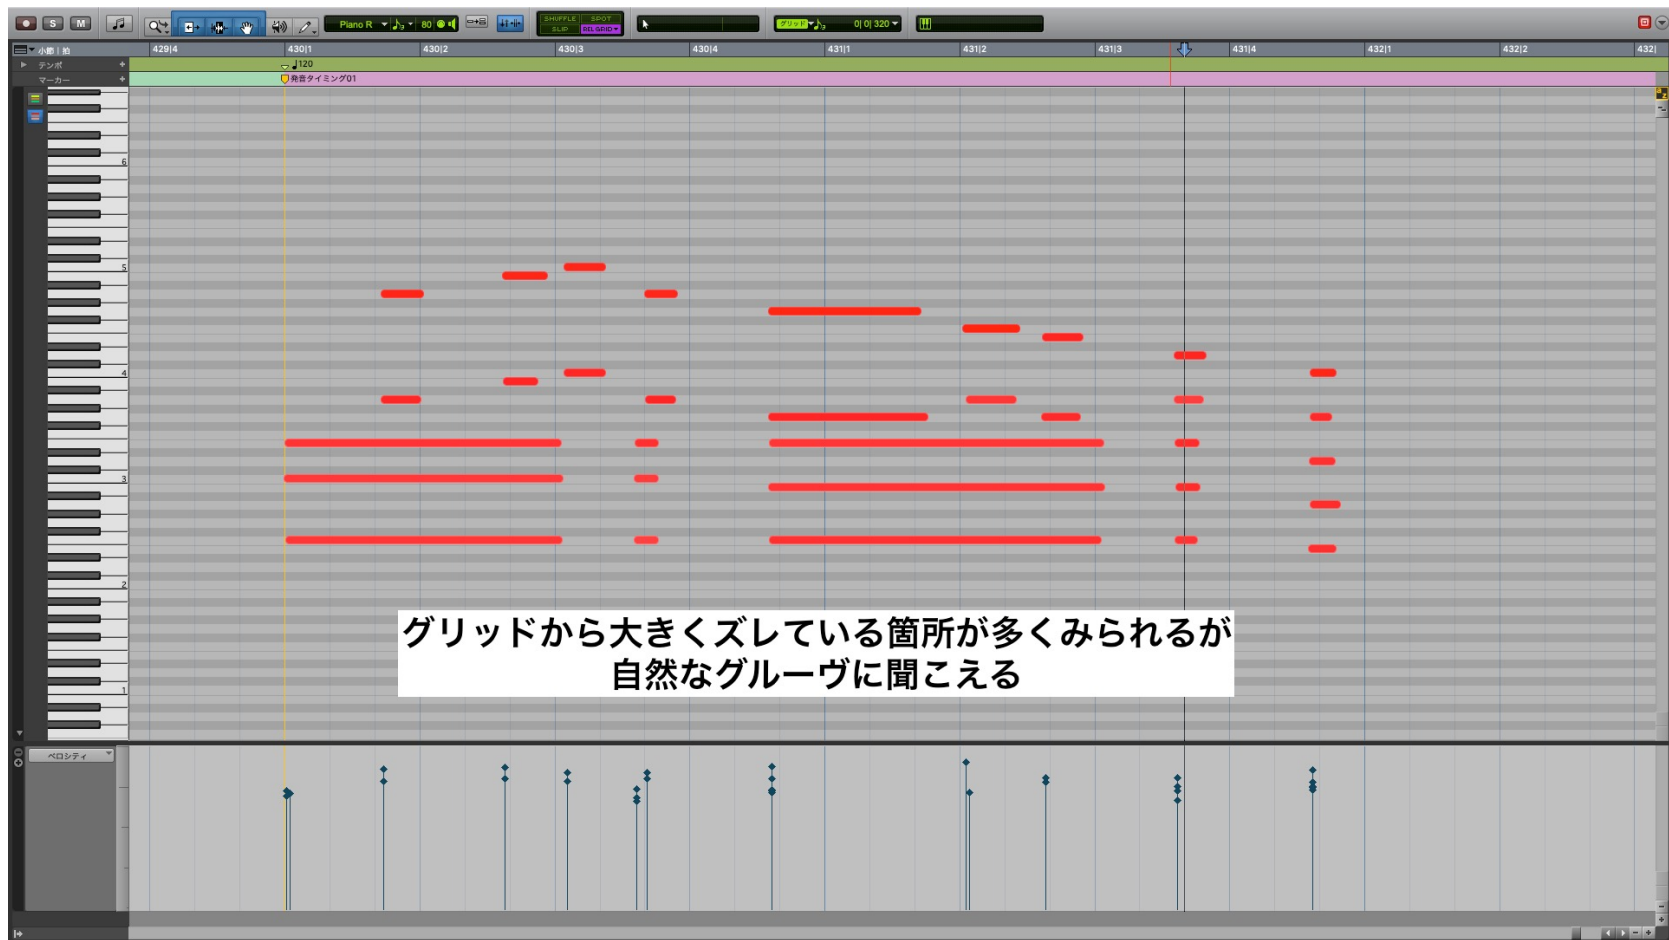 S
M
Piano R
80
SHUFFLE
SPOT
SLIP
REL GRID
グリッド
0| 0| 320
小節|拍
429|4
430|1
430|2
430|3
430|4
431|1
431|2
431|3
431|4
432|1
432|2
432|
テンポ
+
♩120
マーカー
+
発音タイミング01
6
5
4
3
2
1
グリッドから大きくズレている箇所が多くみられるが
自然なグルーヴに聞こえる
ベロシティ